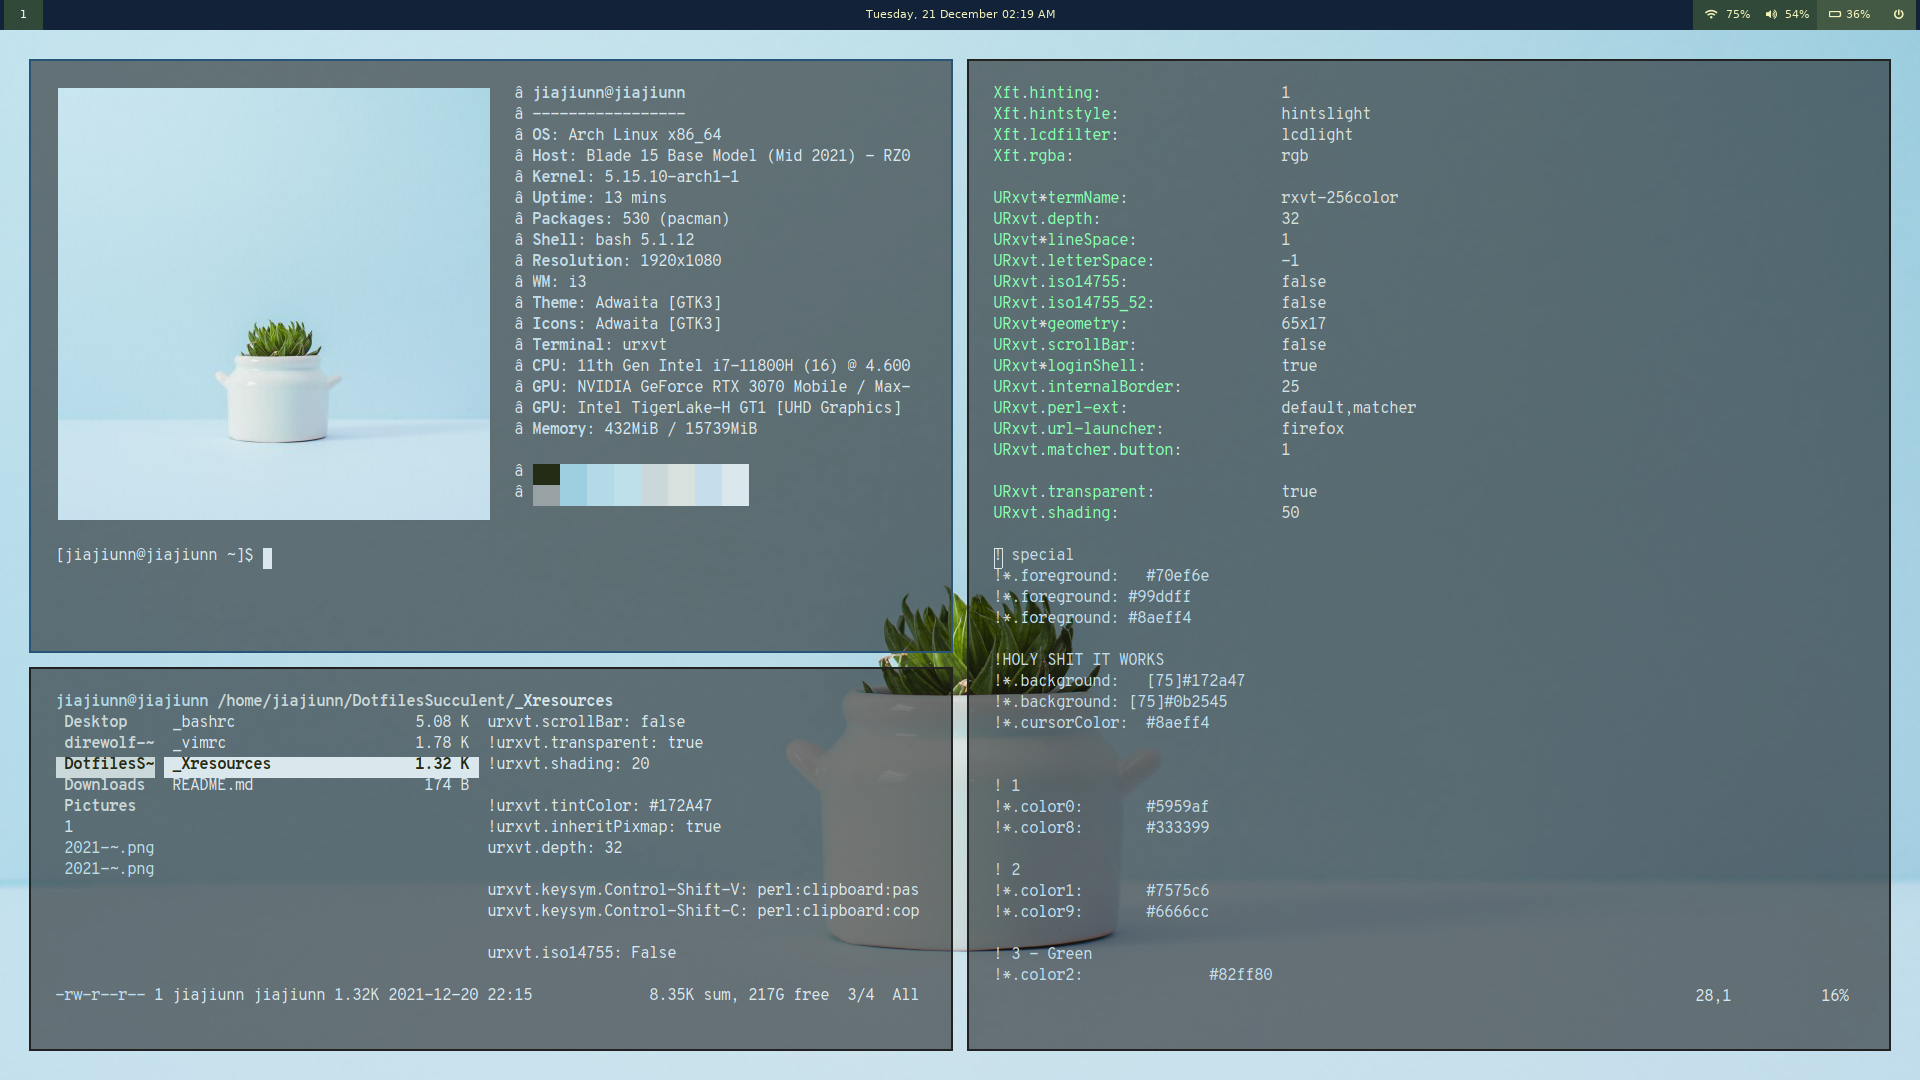 1
Tuesday, 21 December 02:19 AM
75% 54% 36%
â jiajiunn@jiajiunn
â -----------------
â OS: Arch Linux x86_64
â Host: Blade 15 Base Model (Mid 2021) - RZ0
â Kernel: 5.15.10-arch1-1
â Uptime: 13 mins
â Packages: 530 (pacman)
â Shell: bash 5.1.12
â Resolution: 1920x1080
â WM: i3
â Theme: Adwaita [GTK3]
â Icons: Adwaita [GTK3]
â Terminal: urxvt
â CPU: 11th Gen Intel i7-11800H (16) @ 4.600
â GPU: NVIDIA GeForce RTX 3070 Mobile / Max-
â GPU: Intel TigerLake-H GT1 [UHD Graphics]
â Memory: 432MiB / 15739MiB
â
â
[jiajiunn@jiajiunn ~]$
jiajiunn@jiajiunn /home/jiajiunn/DotfilesSucculent/_Xresources
Desktop _bashrc 5.08 K urxvt.scrollBar: false
direwolf-~ _vimrc 1.78 K !urxvt.transparent: true
DotfilesS~ _Xresources 1.32 K !urxvt.shading: 20
Downloads README.md 174 B
Pictures !urxvt.tintColor: #172A47
1 !urxvt.inheritPixmap: true
2021-~.png urxvt.depth: 32
2021-~.png
urxvt.keysym.Control-Shift-V: perl:clipboard:pas
urxvt.keysym.Control-Shift-C: perl:clipboard:cop
urxvt.iso14755: False
-rw-r--r-- 1 jiajiunn jiajiunn 1.32K 2021-12-20 22:15 8.35K sum, 217G free 3/4 All
Xft.hinting: 1
Xft.hintstyle: hintslight
Xft.lcdfilter: lcdlight
Xft.rgba: rgb
URxvt*termName: rxvt-256color
URxvt.depth: 32
URxvt*lineSpace: 1
URxvt.letterSpace: -1
URxvt.iso14755: false
URxvt.iso14755_52: false
URxvt*geometry: 65x17
URxvt.scrollBar: false
URxvt*loginShell: true
URxvt.internalBorder: 25
URxvt.perl-ext: default,matcher
URxvt.url-launcher: firefox
URxvt.matcher.button: 1
URxvt.transparent: true
URxvt.shading: 50
! special
!*.foreground: #70ef6e
!*.foreground: #99ddff
!*.foreground: #8aeff4
!HOLY SHIT IT WORKS
!*.background: [75]#172a47
!*.background: [75]#0b2545
!*.cursorColor: #8aeff4
! 1
!*.color0: #5959af
!*.color8: #333399
! 2
!*.color1: #7575c6
!*.color9: #6666cc
! 3 - Green
!*.color2: #82ff80
28,1 16%